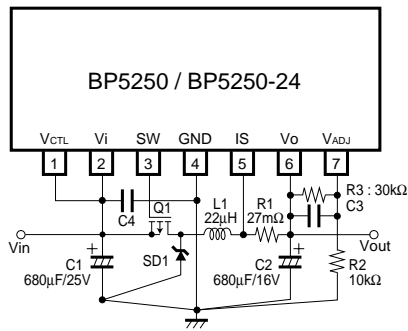 BP5250 / BP5250-24
VCTL Vi SW GND IS Vo VADJ
1 2 3 4 5 6 7
Q1
C4
L1
22μH
R1
27mΩ
R3 : 30kΩ
C3
Vin
Vout
+
C1
680μF/25V
SD1
+
C2
680μF/16V
R2
10kΩ